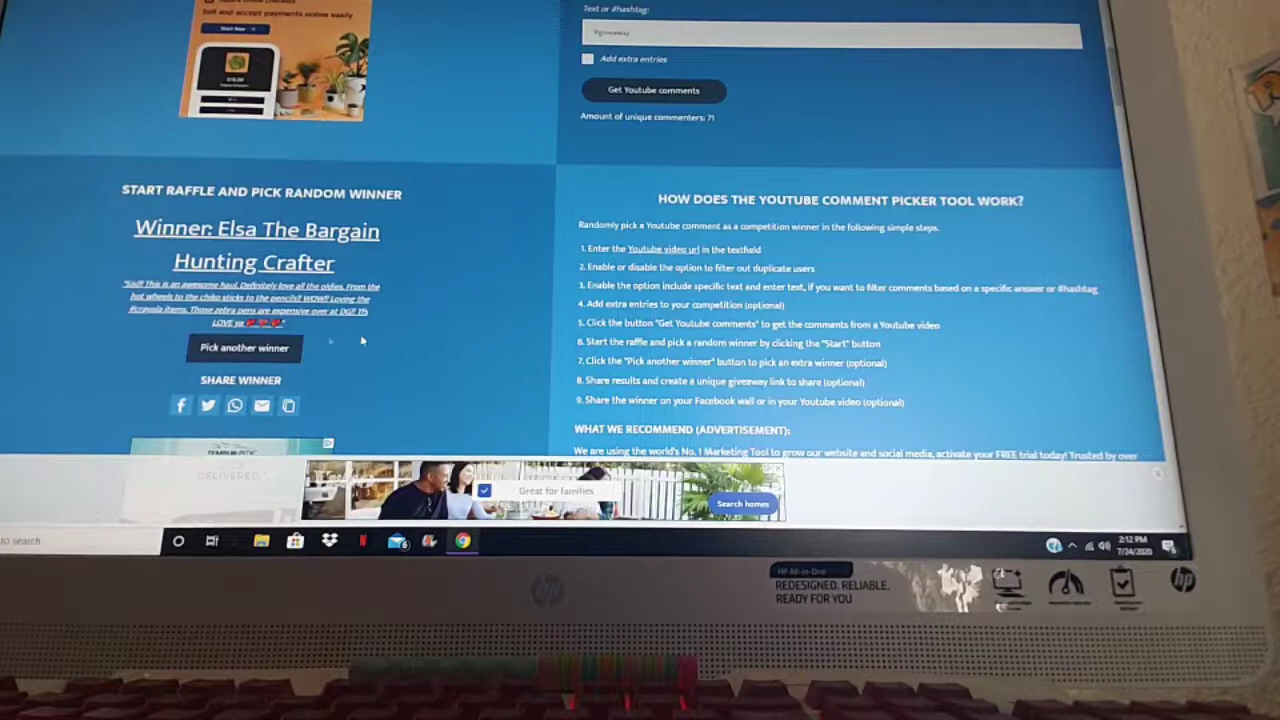 Sell and accept payments online easily
Start Now
Text or #hashtag:
#giveaway
Add extra entries
Get Youtube comments
Amount of unique commenters: 71
START RAFFLE AND PICK RANDOM WINNER
Winner: Elsa The Bargain
Hunting Crafter
This is an awesome haul. Definitely love all the oldies. From the
hot wheels to the chiko sticks to the pencils! WOW!! Loving the
#crayola items. Those zebra pens are expensive over at DG!!
LOVE ya ❤️❤️❤️"
Pick another winner
SHARE WINNER
HOW DOES THE YOUTUBE COMMENT PICKER TOOL WORK?
Randomly pick a Youtube comment as a competition winner in the following simple steps.
1. Enter the Youtube video url in the textfield
2. Enable or disable the option to filter out duplicate users
3. Enable the option include specific text and enter text, if you want to filter comments based on a specific answer or #hashtag
4. Add extra entries to your competition (optional)
5. Click the button "Get Youtube comments" to get the comments from a Youtube video
6. Start the raffle and pick a random winner by clicking the "Start" button
7. Click the "Pick another winner" button to pick an extra winner (optional)
8. Share results and create a unique giveaway link to share (optional)
9. Share the winner on your Facebook wall or in your Youtube video (optional)
WHAT WE RECOMMEND (ADVERTISEMENT):
We are using the world's No. 1 Marketing Tool to grow our website and social media, activate your FREE trial today! Trusted by over
DELIVERED
Great for families
Search homes
to search
2:12 PM
7/24/2020
HP All-in-One
REDESIGNED. RELIABLE.
READY FOR YOU
hp
hp